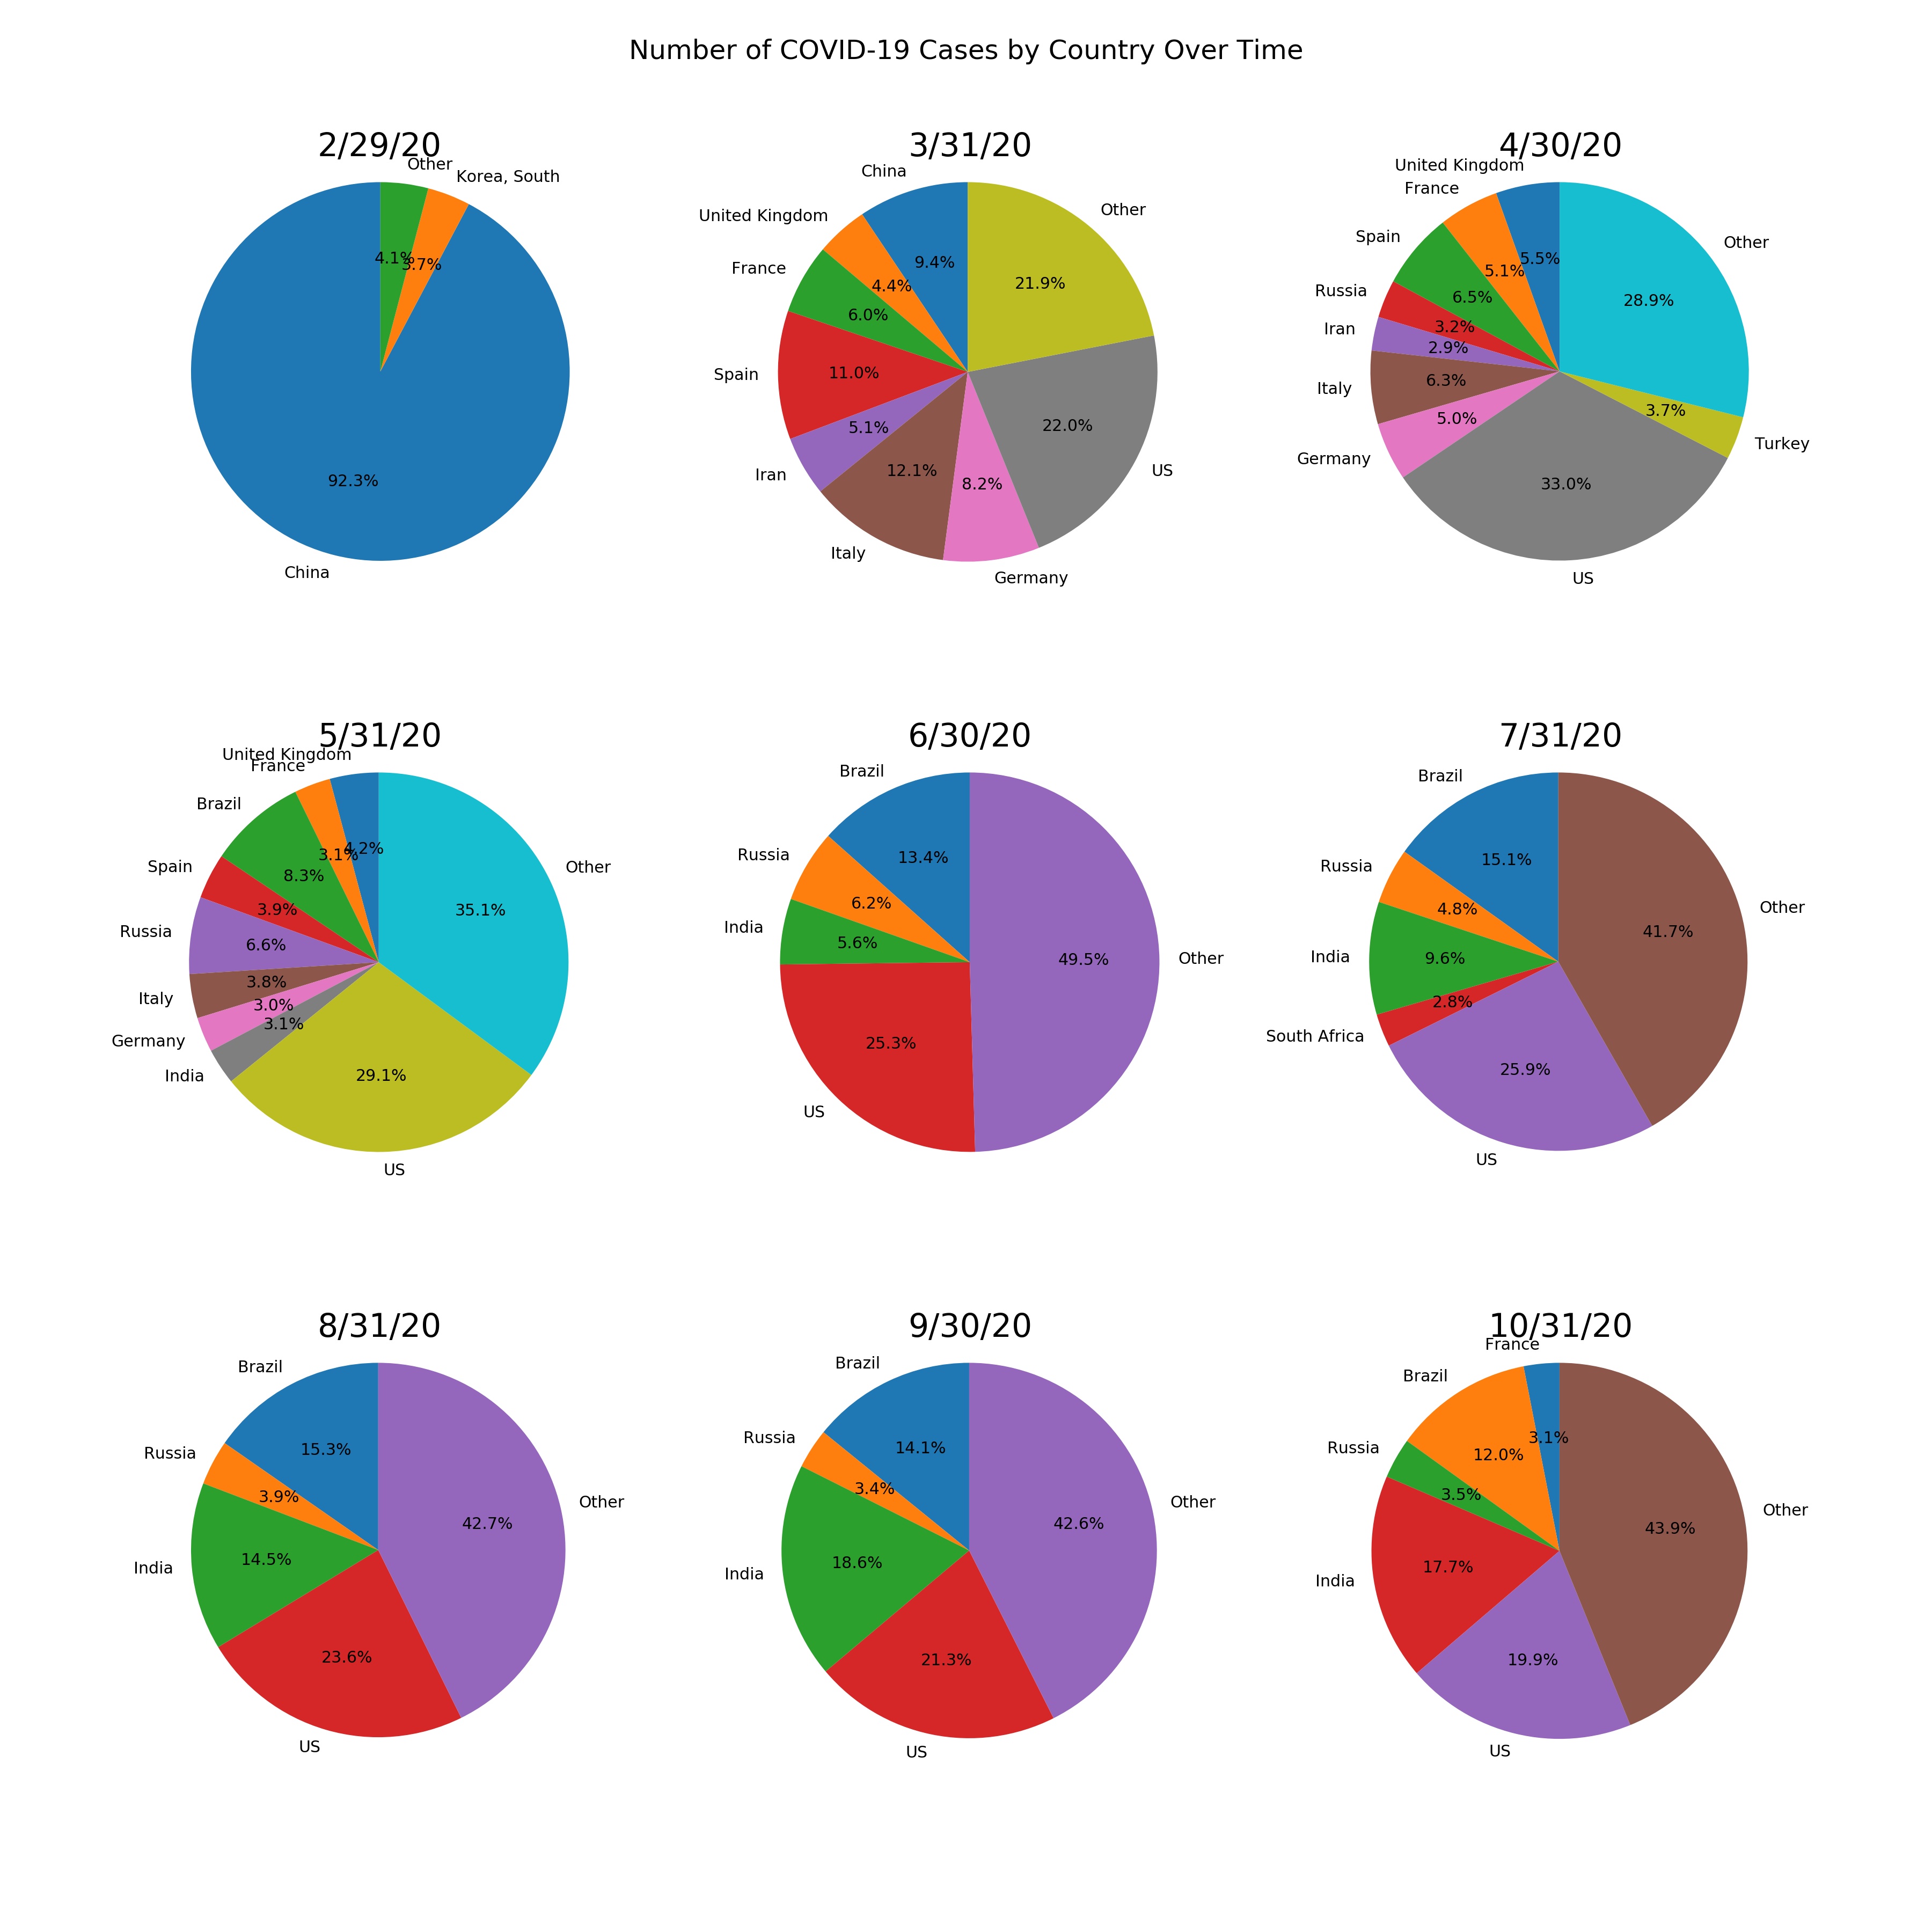 Number of COVID-19 Cases by Country Over Time
2/29/20
Other
Korea, South
4.1%
3.7%
92.3%
China
3/31/20
China
United Kingdom
Other
France
9.4%
4.4%
21.9%
6.0%
Spain
11.0%
22.0%
5.1%
Iran
12.1%
8.2%
US
Italy
Germany
4/30/20
United Kingdom
France
Spain
Other
5.5%
5.1%
6.5%
28.9%
Russia
3.2%
Iran
2.9%
Italy
6.3%
3.7%
5.0%
Turkey
Germany
33.0%
US
5/31/20
United Kingdom
France
Brazil
4.2%
3.1%
Spain
8.3%
Other
3.9%
35.1%
Russia
6.6%
3.8%
Italy
3.0%
3.1%
Germany
India
29.1%
US
6/30/20
Brazil
Russia
13.4%
6.2%
India
5.6%
49.5%
Other
25.3%
US
7/31/20
Brazil
Russia
15.1%
4.8%
Other
41.7%
India
9.6%
2.8%
South Africa
25.9%
US
8/31/20
Brazil
Russia
15.3%
3.9%
Other
42.7%
India
14.5%
23.6%
US
9/30/20
Brazil
Russia
14.1%
3.4%
Other
42.6%
India
18.6%
21.3%
US
10/31/20
France
Brazil
3.1%
Russia
12.0%
3.5%
Other
43.9%
India
17.7%
19.9%
US